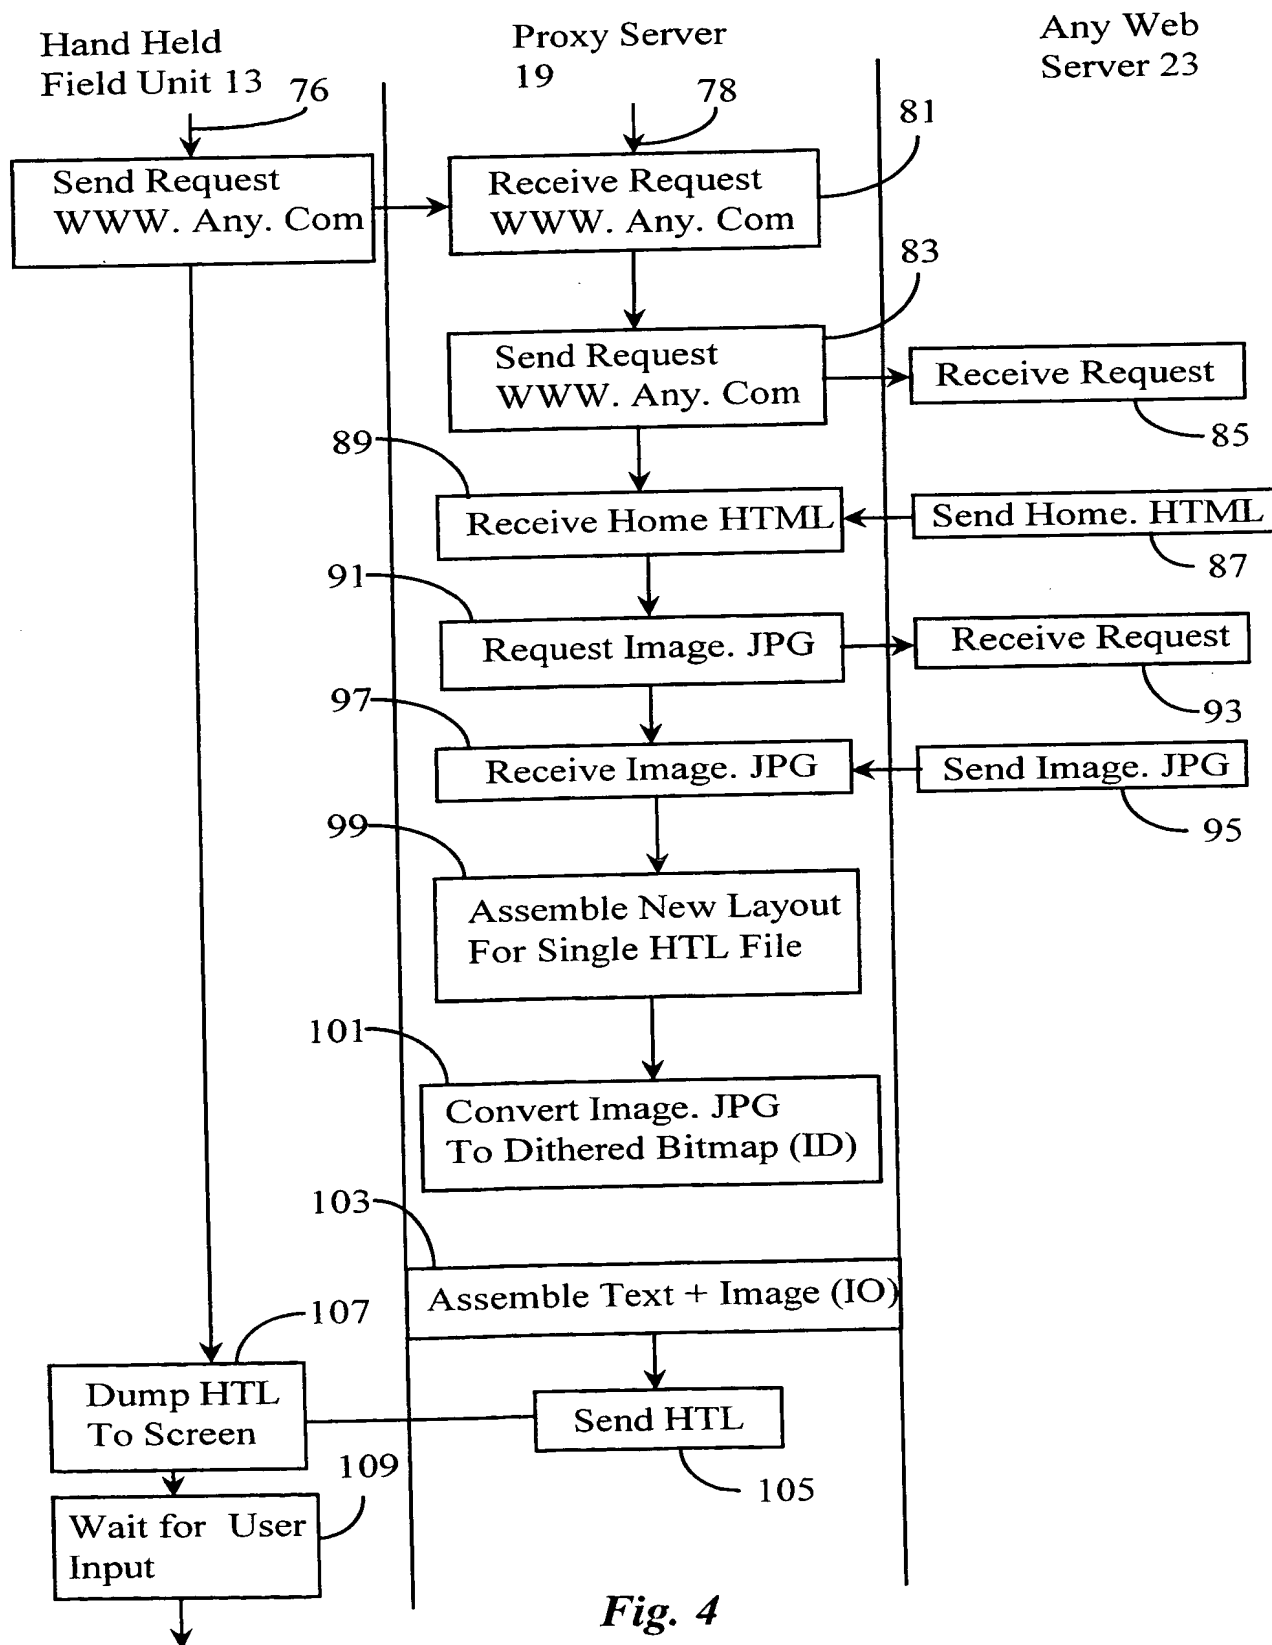 Hand Held
Field Unit 13
Proxy Server
19
Any Web
Server 23
76
78
81
Send Request
WWW. Any. Com
Receive Request
WWW. Any. Com
83
Send Request
WWW. Any. Com
Receive Request
85
89
Receive Home HTML
Send Home. HTML
87
91
Request Image. JPG
Receive Request
93
97
Receive Image. JPG
Send Image. JPG
95
99
Assemble New Layout
For Single HTL File
101
Convert Image. JPG
To Dithered Bitmap (ID)
103
Assemble Text + Image (IO)
107
Dump HTL
To Screen
Send HTL
105
109
Wait for User
Input
Fig. 4